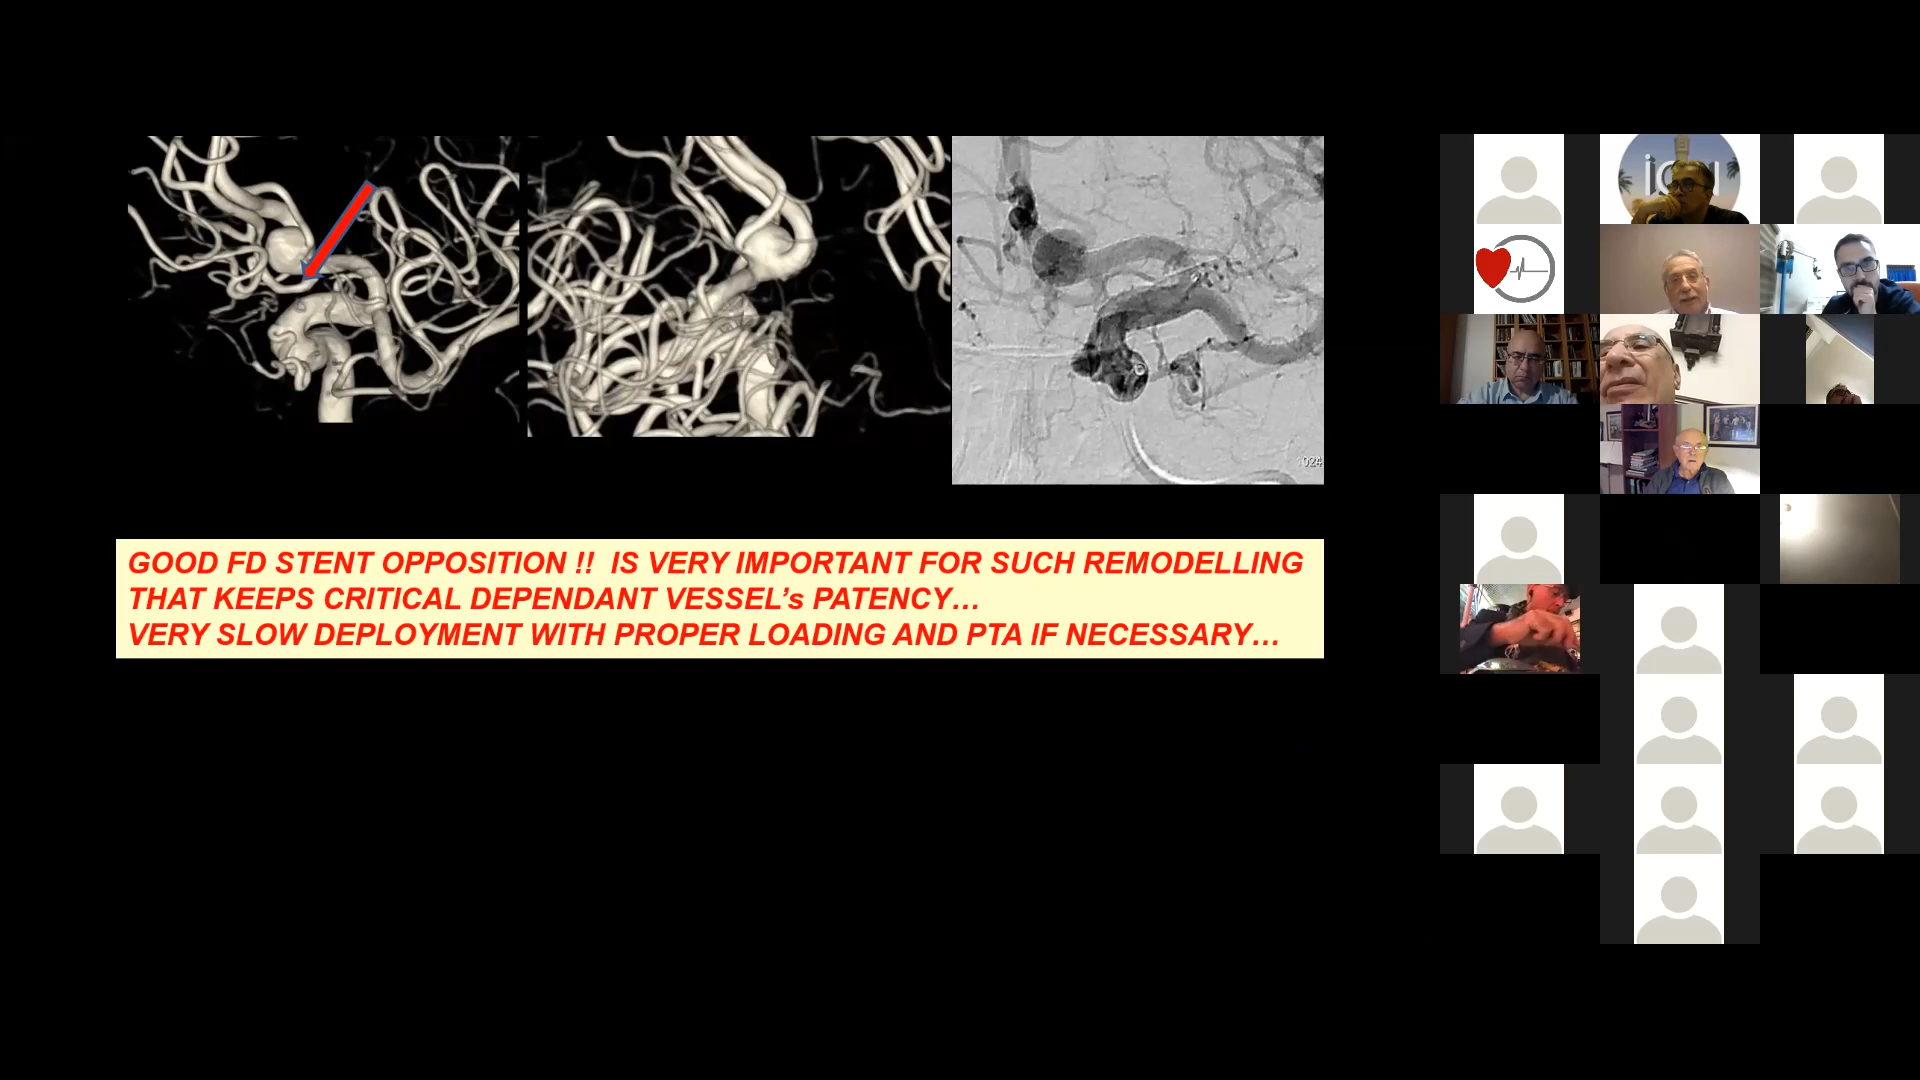 GOOD FD STENT OPPOSITION !!  IS VERY IMPORTANT FOR SUCH REMODELLING
THAT KEEPS CRITICAL DEPENDANT VESSEL’s PATENCY…
VERY SLOW DEPLOYMENT WITH PROPER LOADING AND PTA IF NECESSARY…
1024